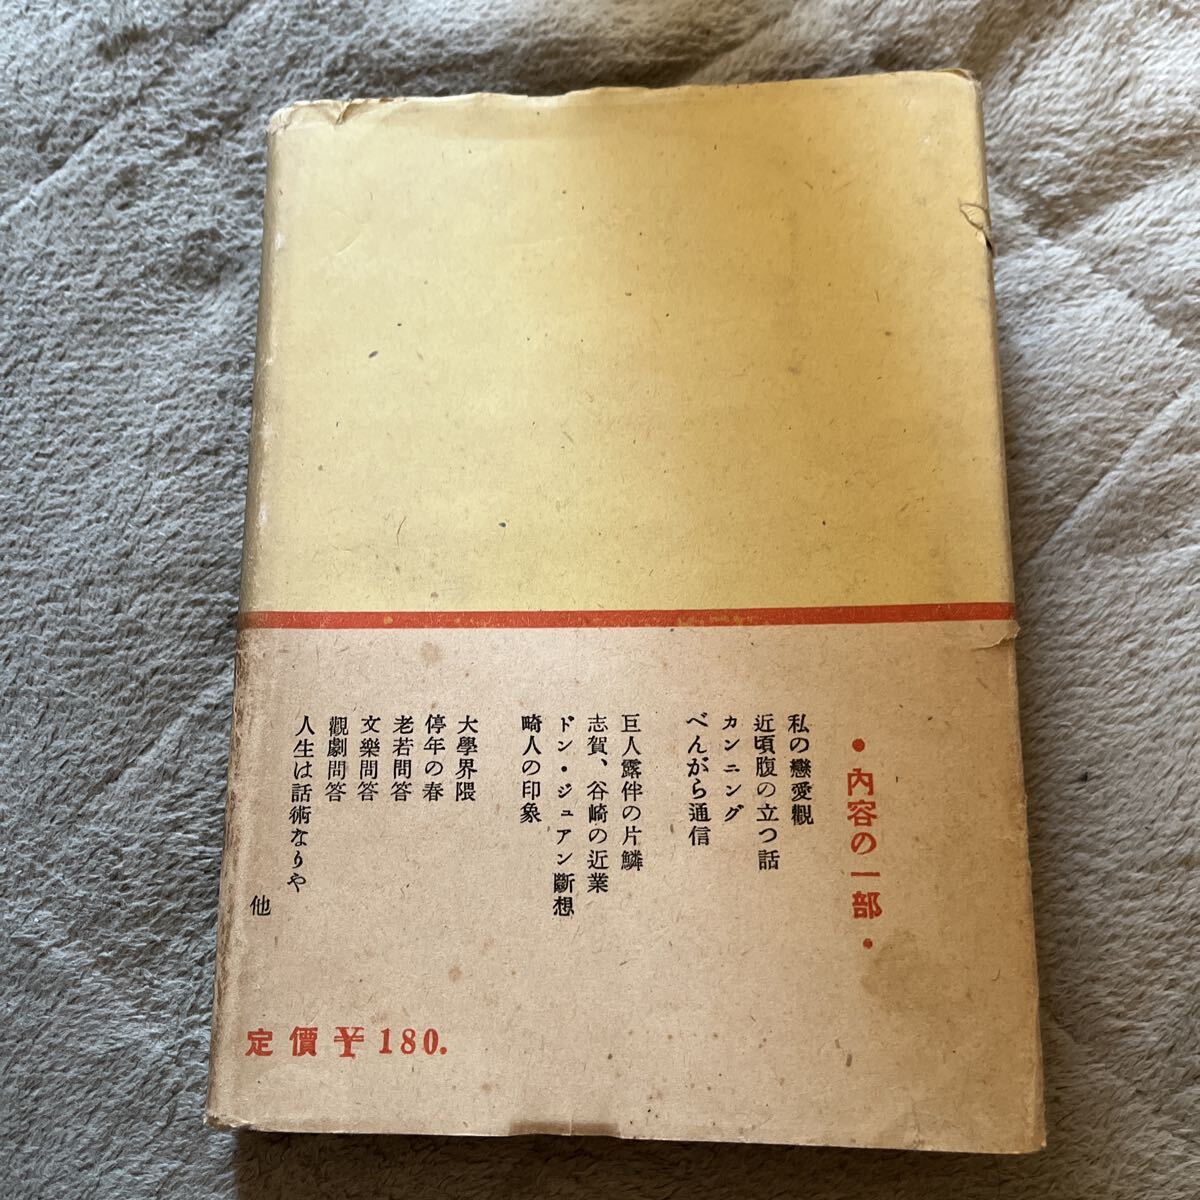 ・内容の一部・
私の戀愛觀
近頃腹の立つ話
カンニング
べんがら通信
巨人露伴の片鱗
志賀、谷崎の近業
ドン・ジュアン斷想
畸人の印象
大學界隈
停年の春
老若問答
文樂問答
觀劇問答
人生は話術なりや
他
定價¥180.